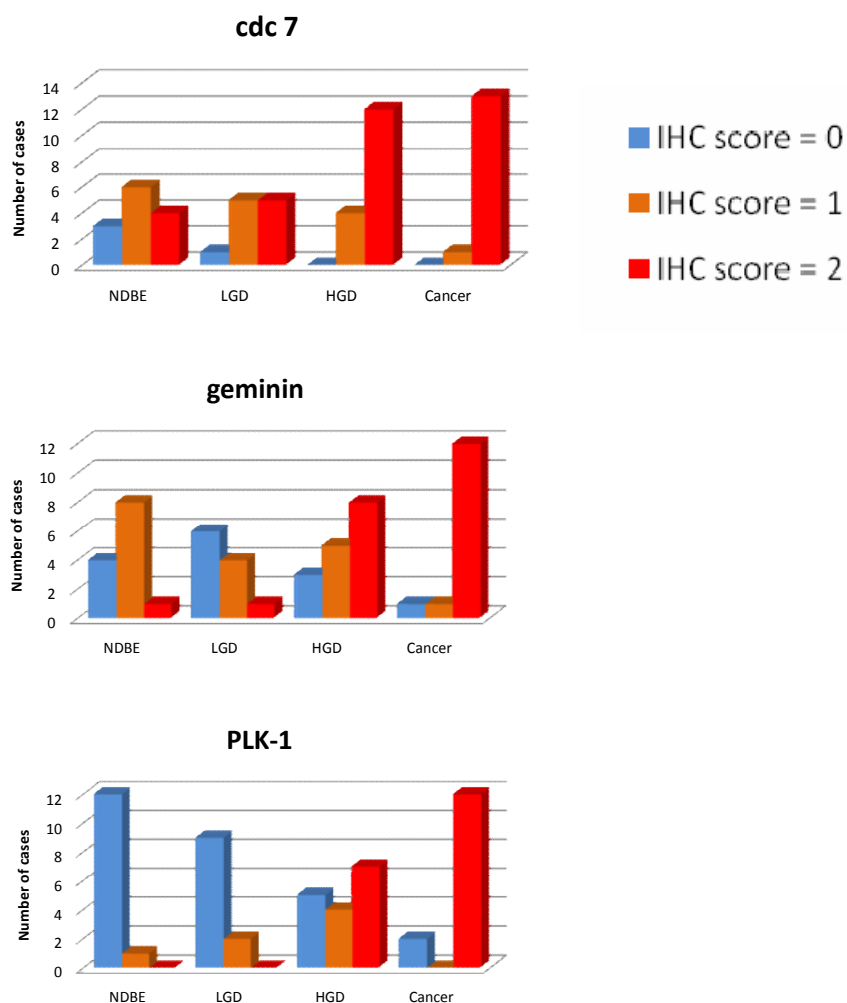 cdc 7
Number of cases
14
12
10
8
6
4
2
0
NDBE LGD HGD Cancer
IHC score = 0
IHC score = 1
IHC score = 2
geminin
Number of cases
12
10
8
6
4
2
0
NDBE LGD HGD Cancer
PLK-1
Number of cases
12
10
8
6
4
2
0
NDBE LGD HGD Cancer